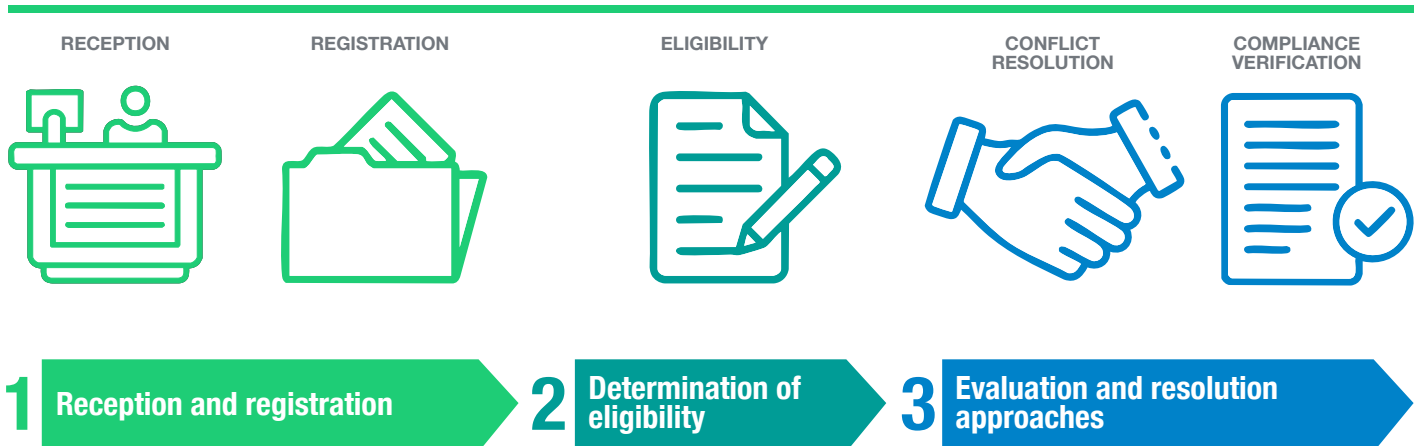 RECEPTION
REGISTRATION
ELIGIBILITY
CONFLICT
RESOLUTION
COMPLIANCE
VERIFICATION
1 Reception and registration
2 Determination of
eligibility
3 Evaluation and resolution
approaches